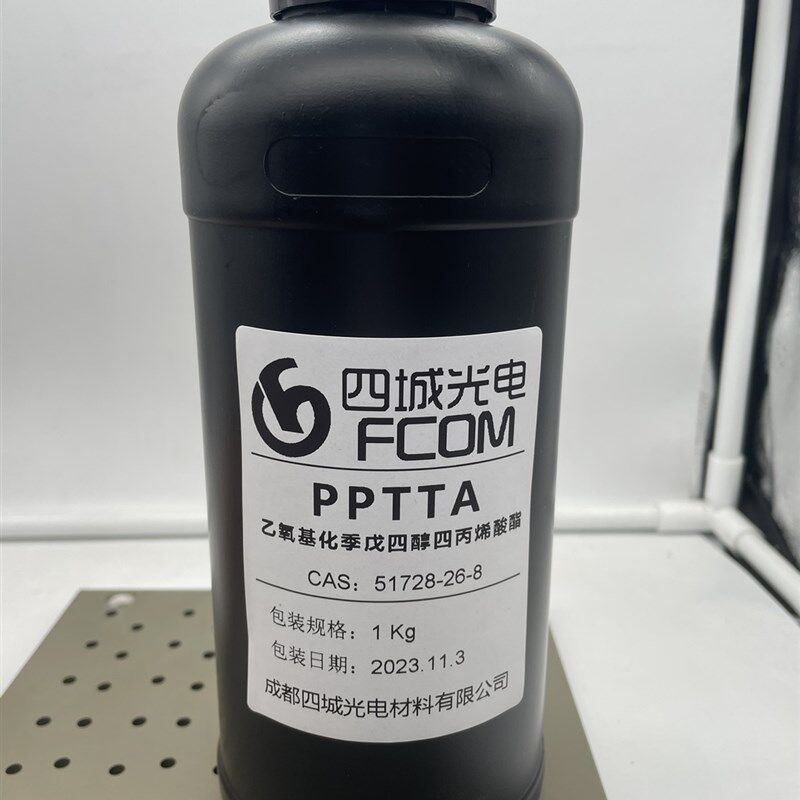 四城光电
FCOM
PPTTA
乙氧基化季戊四醇四丙烯酸酯
CAS：51728-26-8
包装规格：1 Kg
包装日期：2023.11.3
成都四城光电材料有限公司